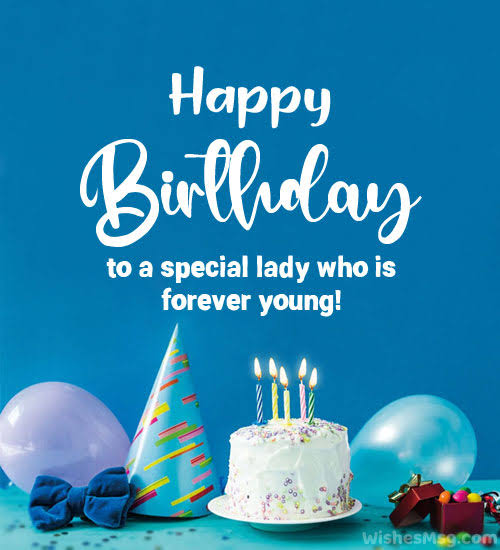 Happy
Birthday
to a special lady who is
forever young!
WishesMsg.com